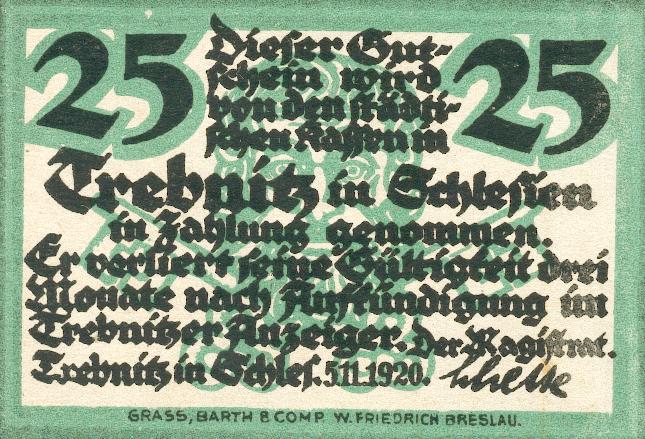 25 Dieser Gut- 25
schein wird
von den städti-
schen Kassen in
Trebnitz in Schlesien
in Zahlung genommen.
Er verliert seine Gültigkeit drei
Monate nach Aufkündigung im
Trebnitzer Anzeiger. Der Magistrat.
Trebnitz in Schles. 5.11.1920.
GRASS, BARTH & COMP. W. FRIEDRICH BRESLAU.